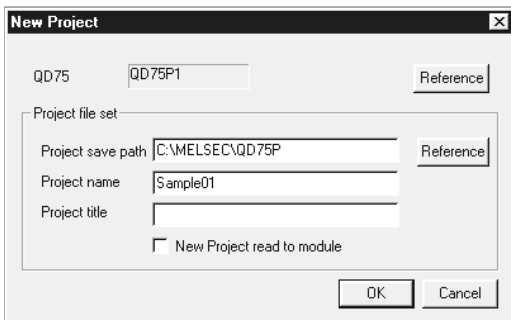 New Project
QD75 QD75P1 Reference
Project file set
Project save path C:\MELSEC\QD75P Reference
Project name Sample01
Project title
New Project read to module
OK Cancel